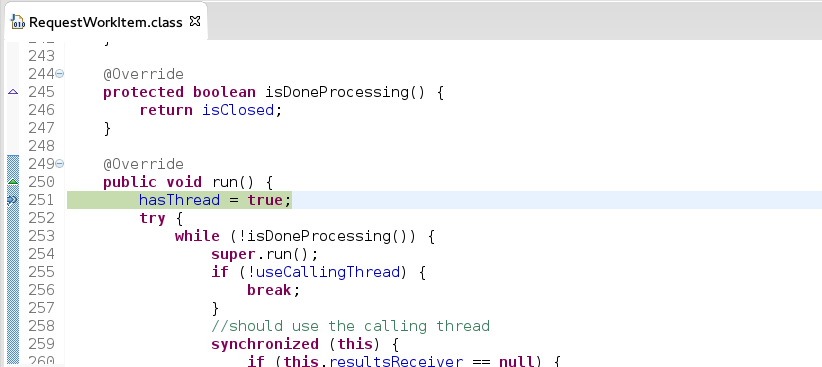 RequestWorkItem.class
242 }
243
244 @Override
245 protected boolean isDoneProcessing() {
246 return isClosed;
247 }
248
249 @Override
250 public void run() {
251 hasThread = true;
252 try {
253 while (!isDoneProcessing()) {
254 super.run();
255 if (!useCallingThread) {
256 break;
257 }
258 //should use the calling thread
259 synchronized (this) {
260 if (this.resultsReceiver == null) {